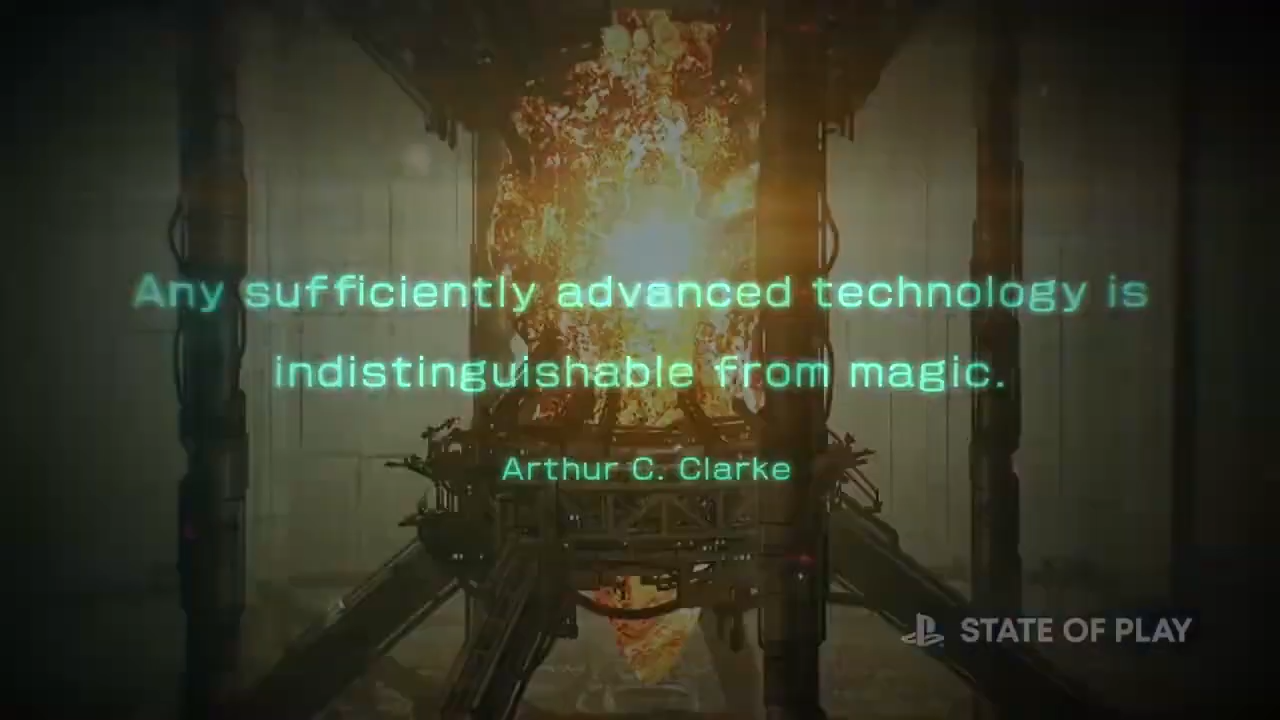 Any sufficiently advanced technology is
indistinguishable from magic.
Arthur C. Clarke
STATE OF PLAY